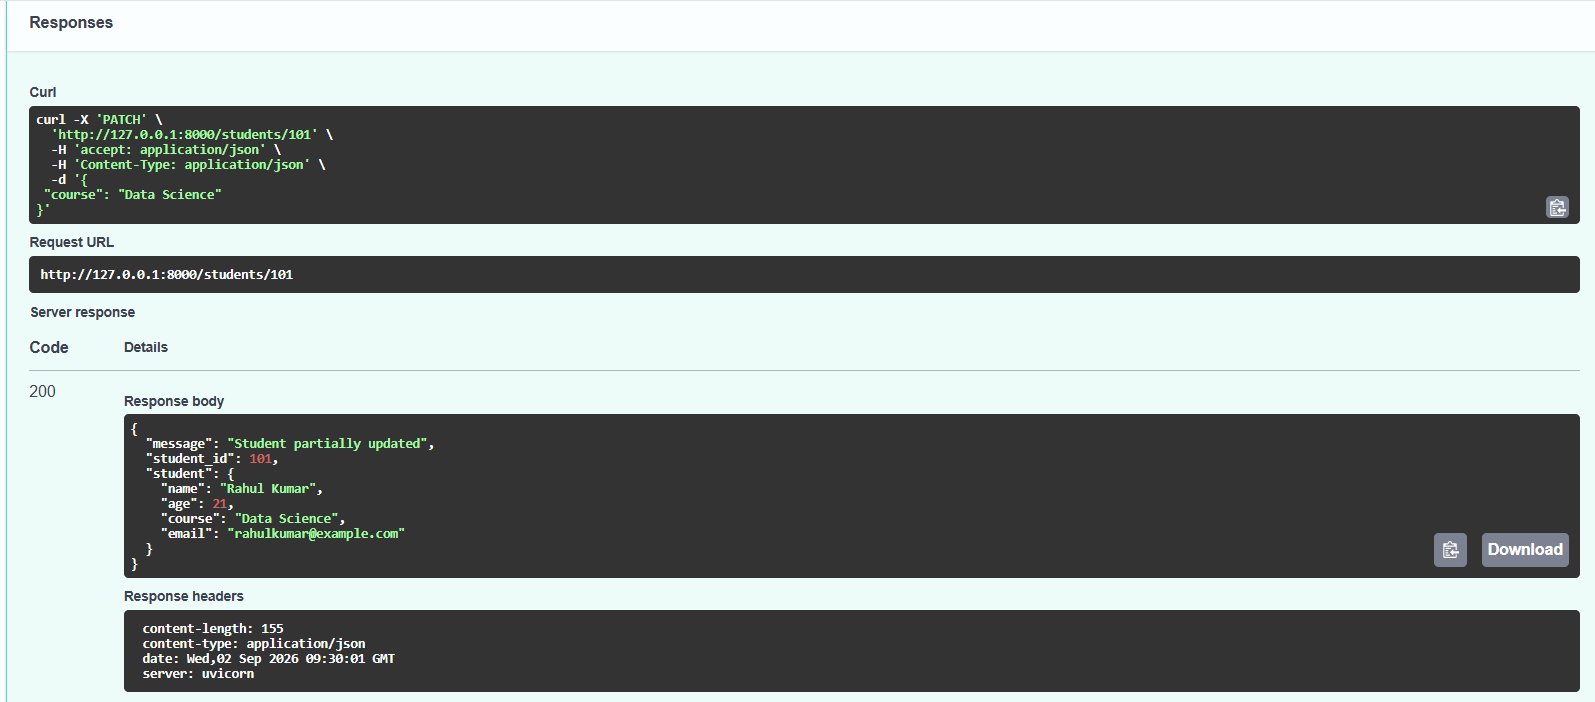 Responses
Curl
curl -X 'PATCH' \
  'http://127.0.0.1:8000/students/101' \
  -H 'accept: application/json' \
  -H 'Content-Type: application/json' \
  -d '{
 "course": "Data Science"
}'
Request URL
http://127.0.0.1:8000/students/101
Server response
Code Details
200
Response body
{
  "message": "Student partially updated",
  "student_id": 101,
  "student": {
    "name": "Rahul Kumar",
    "age": 21,
    "course": "Data Science",
    "email": "rahulkumar@example.com"
  }
}
Download
Response headers
content-length: 155
content-type: application/json
date: Wed,02 Sep 2026 09:30:01 GMT
server: uvicorn